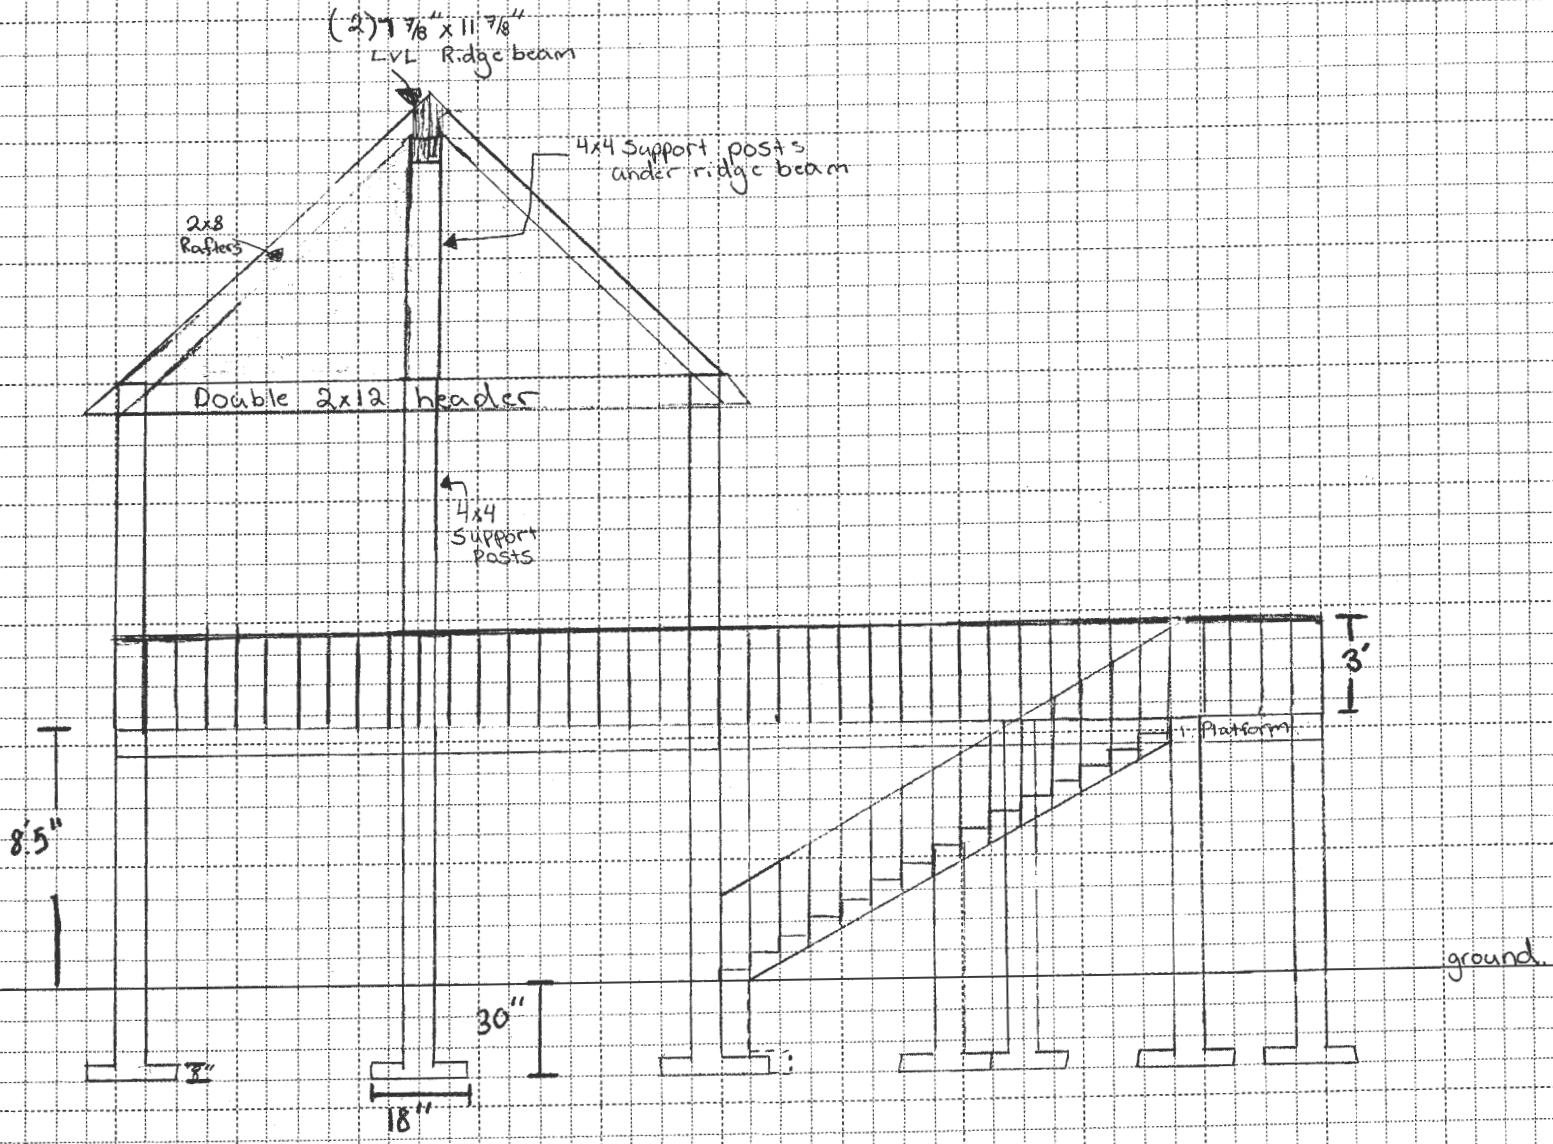 (2) 1 7/8" x 11 7/8"
LVL Ridge beam
4x4 Support posts
under ridge beam
2x8
Rafters
Double 2x12 header
4x4
Support
Posts
3'
Platform
8'5"
ground
30"
8"
18"